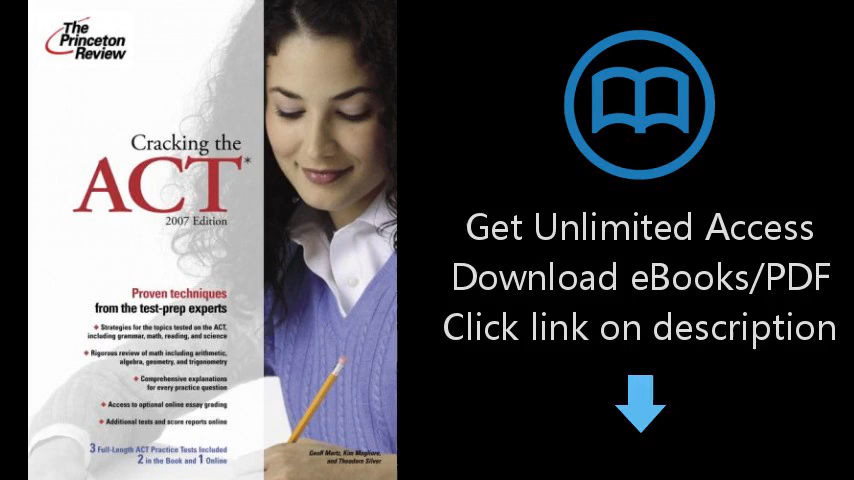 The
Princeton
Review
Cracking the
ACT*
2007 Edition
Proven techniques
from the test-prep experts
Strategies for the topics tested on the ACT,
including grammar, math, reading, and science
Rigorous review of math including arithmetic,
algebra, geometry, and trigonometry
Comprehensive explanations
for every practice question
Access to optional online essay grading
Additional tests and score reports online
3 Full-Length ACT Practice Tests Included
2 in the Book and 1 Online
Geoff Martz, Kim Magloire,
and Theodore Silver
Get Unlimited Access
Download eBooks/PDF
Click link on description